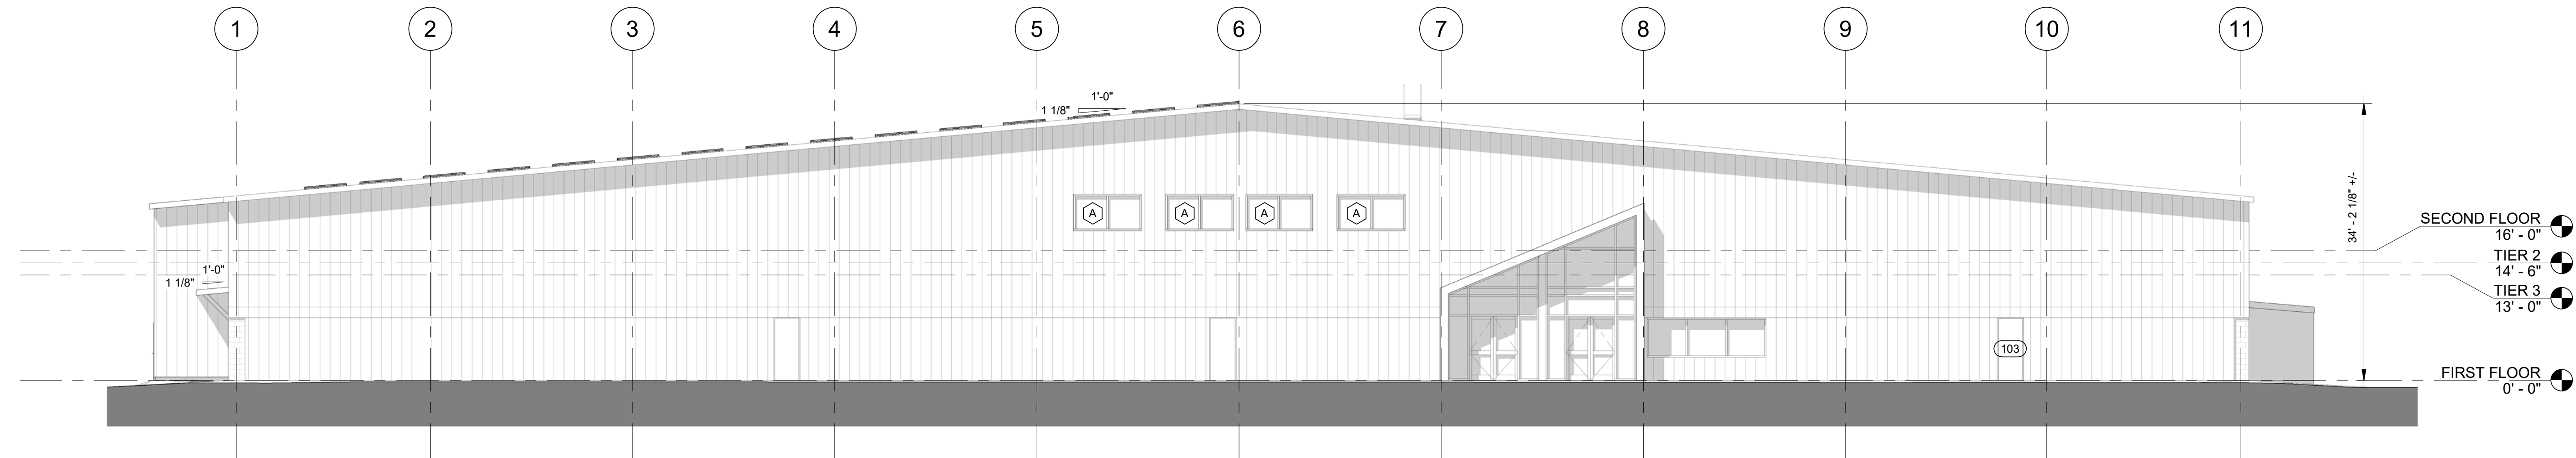 1 2 3 4 5 6 7 8 9 10 11
1'-0"
1 1/8"
A A A A
34' - 2 1/8" +/-
SECOND FLOOR
16' - 0"
TIER 2
14' - 6"
1'-0"
1 1/8"
TIER 3
13' - 0"
103
FIRST FLOOR
0' - 0"